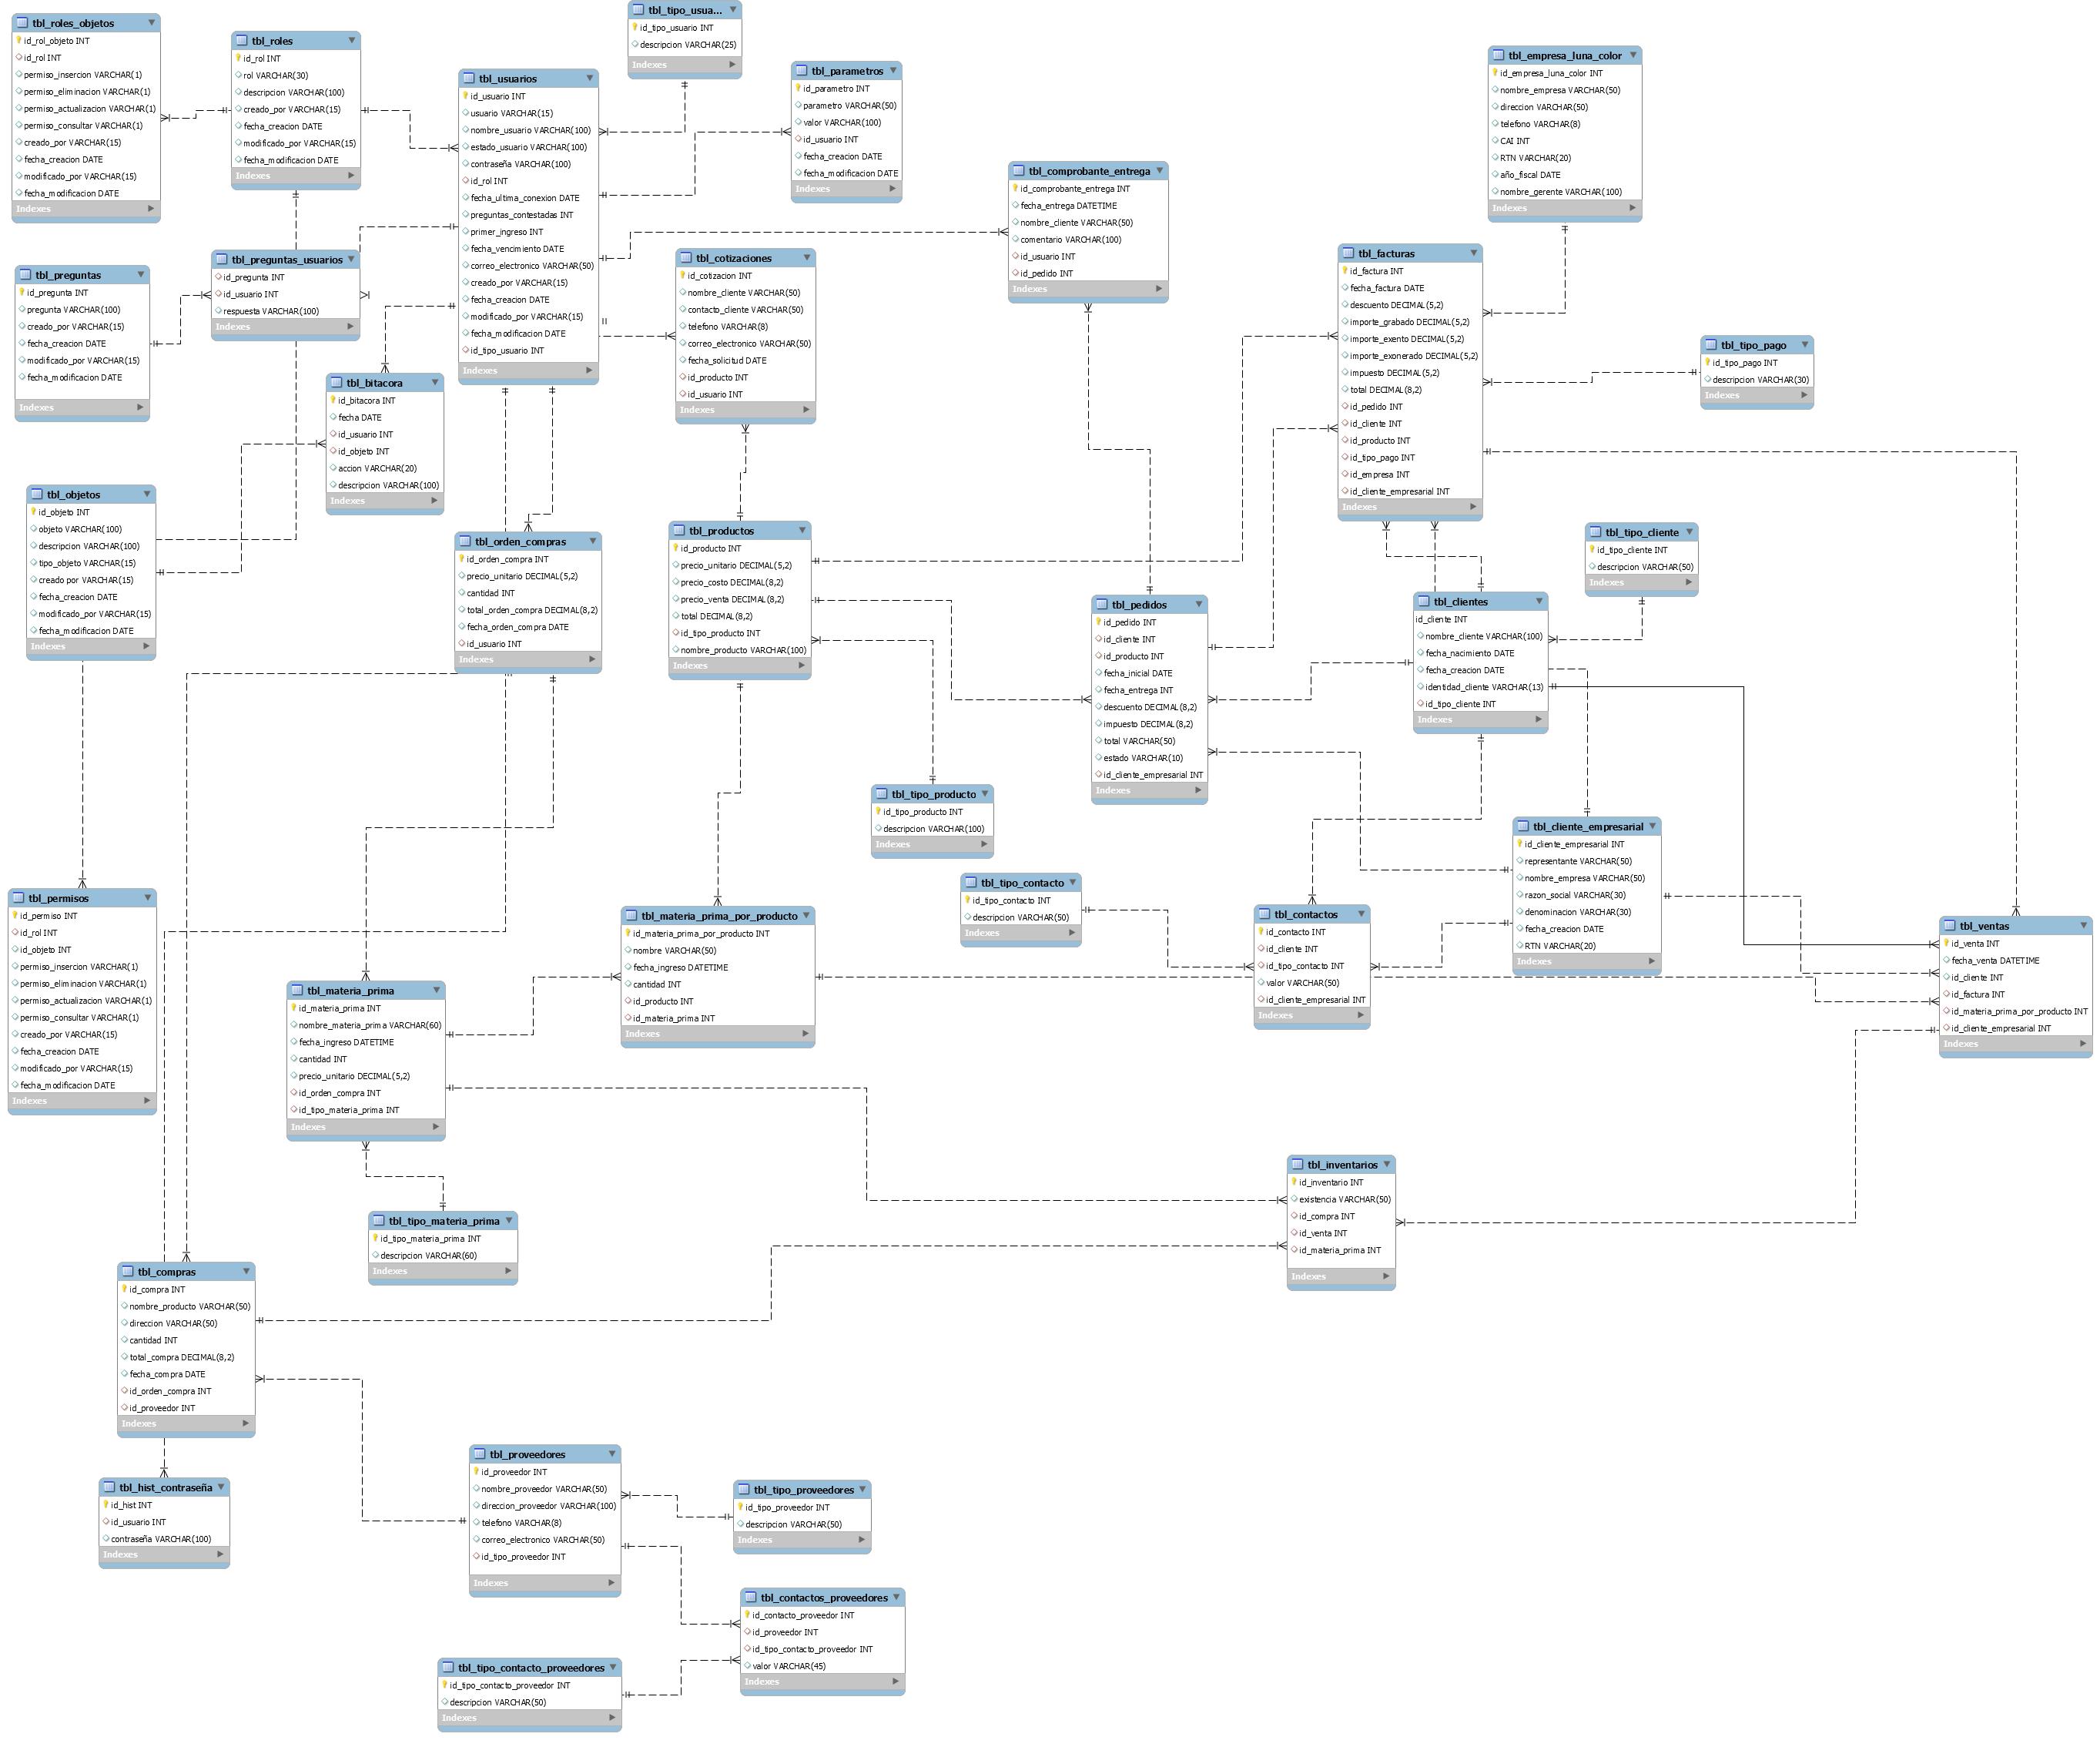 tbl_roles_objetos
id_rol_objeto INT
id_rol INT
permiso_insercion VARCHAR(1)
permiso_eliminacion VARCHAR(1)
permiso_actualizacion VARCHAR(1)
permiso_consultar VARCHAR(1)
creado_por VARCHAR(15)
fecha_creacion DATE
modificado_por VARCHAR(15)
fecha_modificacion DATE
Indexes
tbl_roles
id_rol INT
rol VARCHAR(30)
descripcion VARCHAR(100)
creado_por VARCHAR(15)
fecha_creacion DATE
modificado_por VARCHAR(15)
fecha_modificacion DATE
Indexes
tbl_usuarios
id_usuario INT
usuario VARCHAR(15)
nombre_usuario VARCHAR(100)
estado_usuario VARCHAR(100)
contraseña VARCHAR(100)
id_rol INT
fecha_ultima_conexion DATE
preguntas_contestadas INT
primer_ingreso INT
fecha_vencimiento DATE
correo_electronico VARCHAR(50)
creado_por VARCHAR(15)
fecha_creacion DATE
modificado_por VARCHAR(15)
fecha_modificacion DATE
id_tipo_usuario INT
Indexes
tbl_tipo_usua...
id_tipo_usuario INT
descripcion VARCHAR(25)
Indexes
tbl_parametros
id_parametro INT
parametro VARCHAR(50)
valor VARCHAR(100)
id_usuario INT
fecha_creacion DATE
fecha_modificacion DATE
Indexes
tbl_comprobante_entrega
id_comprobante_entrega INT
fecha_entrega DATETIME
nombre_cliente VARCHAR(50)
comentario VARCHAR(100)
id_usuario INT
id_pedido INT
Indexes
tbl_empresa_luna_color
id_empresa_luna_color INT
nombre_empresa VARCHAR(50)
direccion VARCHAR(50)
telefono VARCHAR(8)
CAI INT
RTN VARCHAR(20)
año_fiscal DATE
nombre_gerente VARCHAR(100)
Indexes
tbl_preguntas
id_pregunta INT
pregunta VARCHAR(100)
creado_por VARCHAR(15)
fecha_creacion DATE
modificado_por VARCHAR(15)
fecha_modificacion DATE
Indexes
tbl_preguntas_usuarios
id_pregunta INT
id_usuario INT
respuesta VARCHAR(100)
Indexes
tbl_cotizaciones
id_cotizacion INT
nombre_cliente VARCHAR(50)
contacto_cliente VARCHAR(50)
telefono VARCHAR(8)
correo_electronico VARCHAR(50)
fecha_solicitud DATE
id_producto INT
id_usuario INT
Indexes
tbl_facturas
id_factura INT
fecha_factura DATE
descuento DECIMAL(5,2)
importe_grabado DECIMAL(5,2)
importe_exento DECIMAL(5,2)
importe_exonerado DECIMAL(5,2)
impuesto DECIMAL(5,2)
total DECIMAL(8,2)
id_pedido INT
id_cliente INT
id_producto INT
id_tipo_pago INT
id_empresa INT
id_cliente_empresarial INT
Indexes
tbl_tipo_pago
id_tipo_pago INT
descripcion VARCHAR(30)
Indexes
tbl_bitacora
id_bitacora INT
fecha DATE
id_usuario INT
id_objeto INT
accion VARCHAR(20)
descripcion VARCHAR(100)
Indexes
tbl_objetos
id_objeto INT
objeto VARCHAR(100)
descripcion VARCHAR(100)
tipo_objeto VARCHAR(15)
creado por VARCHAR(15)
fecha_creacion DATE
modificado_por VARCHAR(15)
fecha_modificacion DATE
Indexes
tbl_orden_compras
id_orden_compra INT
precio_unitario DECIMAL(5,2)
cantidad INT
total_orden_compra DECIMAL(8,2)
fecha_orden_compra DATE
id_usuario INT
Indexes
tbl_productos
id_producto INT
precio_unitario DECIMAL(5,2)
precio_costo DECIMAL(8,2)
precio_venta DECIMAL(8,2)
total DECIMAL(8,2)
id_tipo_producto INT
nombre_producto VARCHAR(100)
Indexes
tbl_tipo_cliente
id_tipo_cliente INT
descripcion VARCHAR(50)
Indexes
tbl_pedidos
id_pedido INT
id_cliente INT
id_producto INT
fecha_inicial DATE
fecha_entrega INT
descuento DECIMAL(8,2)
impuesto DECIMAL(8,2)
total VARCHAR(50)
estado VARCHAR(10)
id_cliente_empresarial INT
Indexes
tbl_clientes
id_cliente INT
nombre_cliente VARCHAR(100)
fecha_nacimiento DATE
fecha_creacion DATE
identidad_cliente VARCHAR(13)
id_tipo_cliente INT
Indexes
tbl_tipo_producto
id_tipo_producto INT
descripcion VARCHAR(100)
Indexes
tbl_cliente_empresarial
id_cliente_empresarial INT
representante VARCHAR(50)
nombre_empresa VARCHAR(50)
razon_social VARCHAR(30)
denominacion VARCHAR(30)
fecha_creacion DATE
RTN VARCHAR(20)
Indexes
tbl_permisos
id_permiso INT
id_rol INT
id_objeto INT
permiso_insercion VARCHAR(1)
permiso_eliminacion VARCHAR(1)
permiso_actualizacion VARCHAR(1)
permiso_consultar VARCHAR(1)
creado_por VARCHAR(15)
fecha_creacion DATE
modificado_por VARCHAR(15)
fecha_modificacion DATE
Indexes
tbl_materia_prima_por_producto
id_materia_prima_por_producto INT
nombre VARCHAR(50)
fecha_ingreso DATETIME
cantidad INT
id_producto INT
id_materia_prima INT
Indexes
tbl_tipo_contacto
id_tipo_contacto INT
descripcion VARCHAR(50)
Indexes
tbl_contactos
id_contacto INT
id_cliente INT
id_tipo_contacto INT
valor VARCHAR(50)
id_cliente_empresarial INT
Indexes
tbl_ventas
id_venta INT
fecha_venta DATETIME
id_cliente INT
id_factura INT
id_materia_prima_por_producto INT
id_cliente_empresarial INT
Indexes
tbl_materia_prima
id_materia_prima INT
nombre_materia_prima VARCHAR(60)
fecha_ingreso DATETIME
cantidad INT
precio_unitario DECIMAL(5,2)
id_orden_compra INT
id_tipo_materia_prima INT
Indexes
tbl_inventarios
id_inventario INT
existencia VARCHAR(50)
id_compra INT
id_venta INT
id_materia_prima INT
Indexes
tbl_tipo_materia_prima
id_tipo_materia_prima INT
descripcion VARCHAR(60)
Indexes
tbl_compras
id_compra INT
nombre_producto VARCHAR(50)
direccion VARCHAR(50)
cantidad INT
total_compra DECIMAL(8,2)
fecha_compra DATE
id_orden_compra INT
id_proveedor INT
Indexes
tbl_hist_contraseña
id_hist INT
id_usuario INT
contraseña VARCHAR(100)
Indexes
tbl_proveedores
id_proveedor INT
nombre_proveedor VARCHAR(50)
direccion_proveedor VARCHAR(100)
telefono VARCHAR(8)
correo_electronico VARCHAR(50)
id_tipo_proveedor INT
Indexes
tbl_tipo_proveedores
id_tipo_proveedor INT
descripcion VARCHAR(50)
Indexes
tbl_contactos_proveedores
id_contacto_proveedor INT
id_proveedor INT
id_tipo_contacto_proveedor INT
valor VARCHAR(45)
Indexes
tbl_tipo_contacto_proveedores
id_tipo_contacto_proveedor INT
descripcion VARCHAR(50)
Indexes